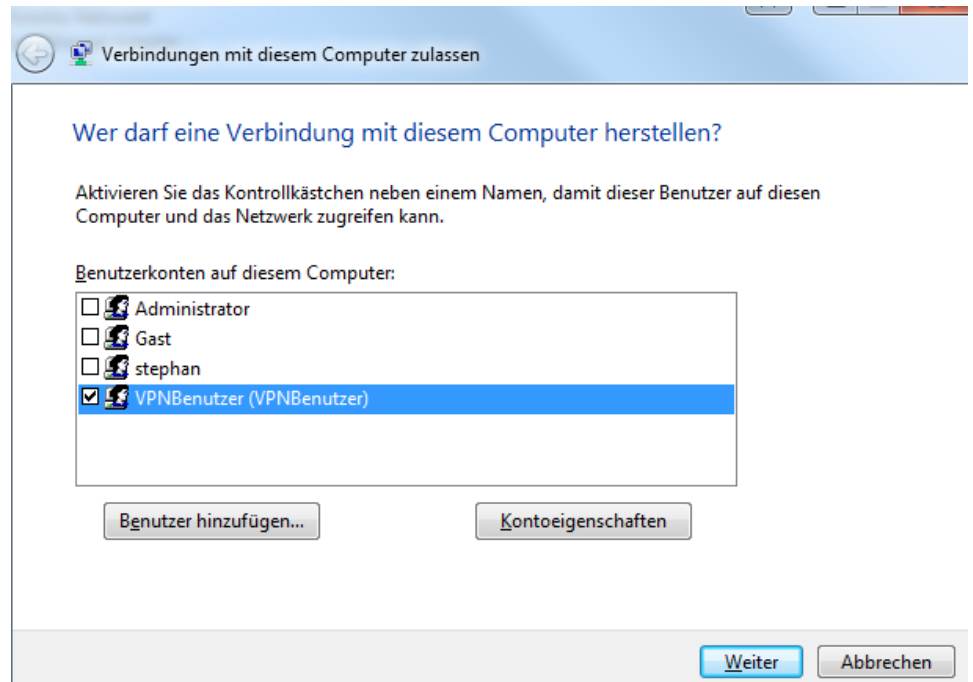 Verbindungen mit diesem Computer zulassen
Wer darf eine Verbindung mit diesem Computer herstellen?
Aktivieren Sie das Kontrollkästchen neben einem Namen, damit dieser Benutzer auf diesen
Computer und das Netzwerk zugreifen kann.
Benutzerkonten auf diesem Computer:
Administrator
Gast
stephan
VPNBenutzer (VPNBenutzer)
Benutzer hinzufügen...
Kontoeigenschaften
Weiter
Abbrechen